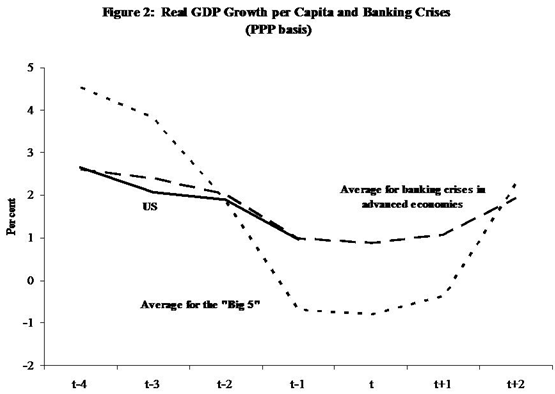 Figure 2: Real GDP Growth per Capita and Banking Crises
(PPP basis)
5
4
3
2
1
0
-1
-2
Percent
US
Average for banking crises in
advanced economies
Average for the "Big 5"
t-4
t-3
t-2
t-1
t
t+1
t+2